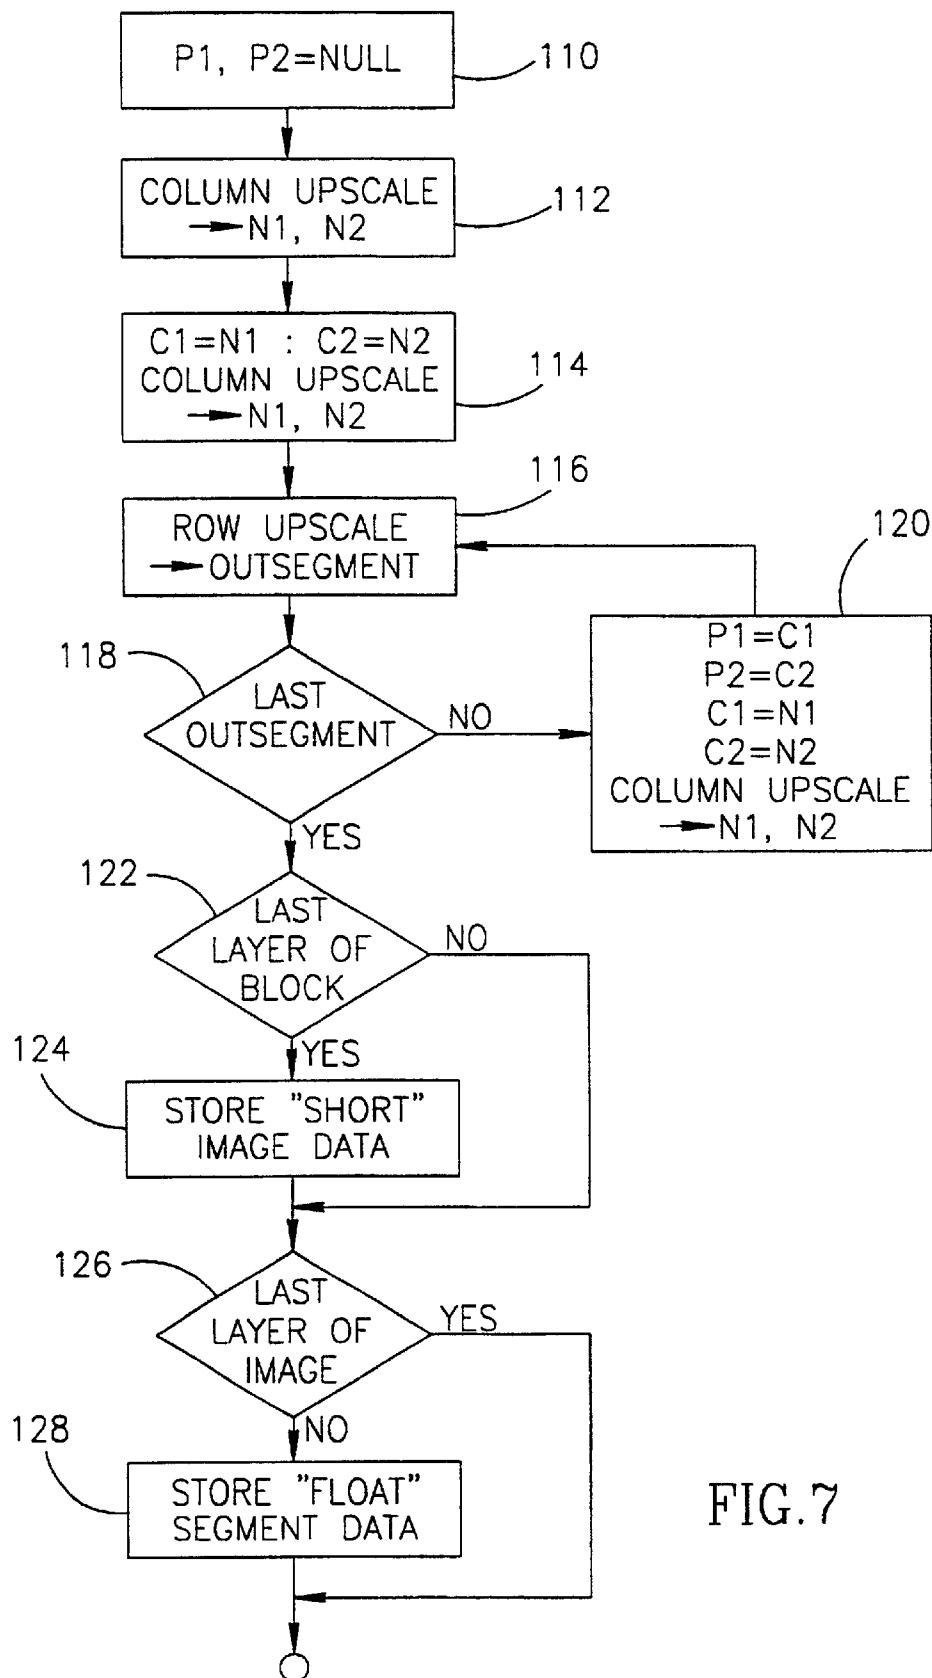 P1, P2=NULL
110
COLUMN UPSCALE
→N1, N2
112
C1=N1 : C2=N2
COLUMN UPSCALE
→N1, N2
114
116
ROW UPSCALE
→OUTSEGMENT
120
P1=C1
P2=C2
C1=N1
C2=N2
COLUMN UPSCALE
→N1, N2
118
LAST
OUTSEGMENT
NO
YES
122
LAST
LAYER OF
BLOCK
NO
YES
124
STORE "SHORT"
IMAGE DATA
126
LAST
LAYER OF
IMAGE
YES
NO
128
STORE "FLOAT"
SEGMENT DATA
FIG.7